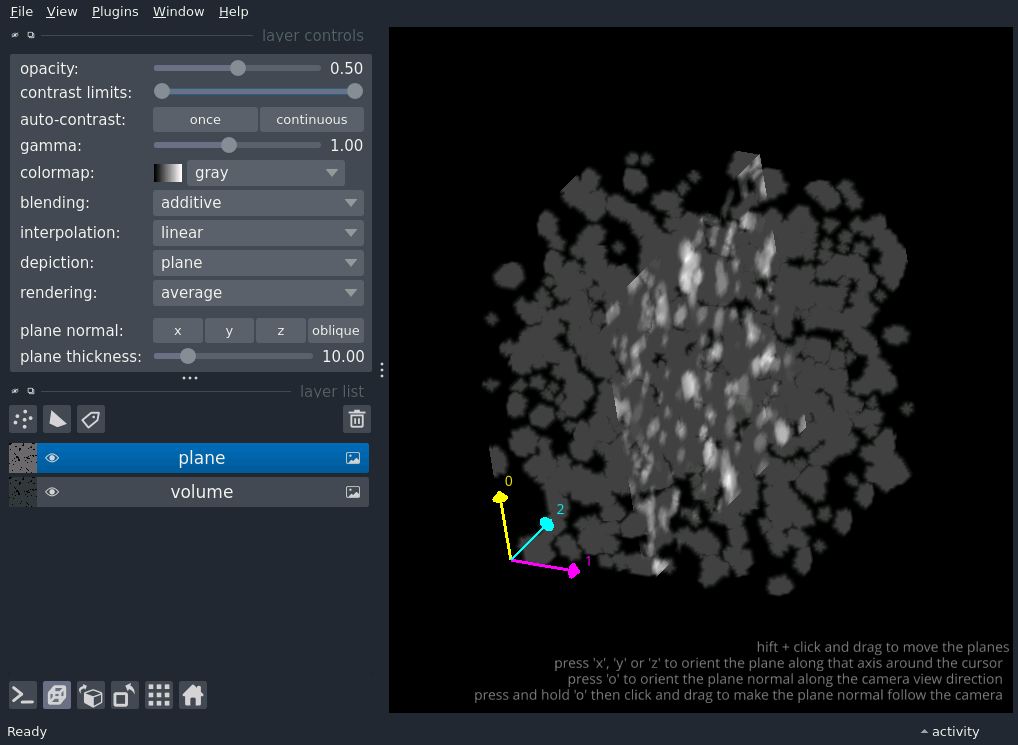 File View Plugins Window Help
layer controls
opacity: 0.50
contrast limits:
auto-contrast: once continuous
gamma: 1.00
colormap: gray
blending: additive
interpolation: linear
depiction: plane
rendering: average
plane normal: x y z oblique
plane thickness: 10.00
layer list
plane
volume
0
2
1
hift + click and drag to move the planes
press 'x', 'y' or 'z' to orient the plane along that axis around the cursor
press 'o' to orient the plane normal along the camera view direction
press and hold 'o' then click and drag to make the plane normal follow the camera
Ready activity